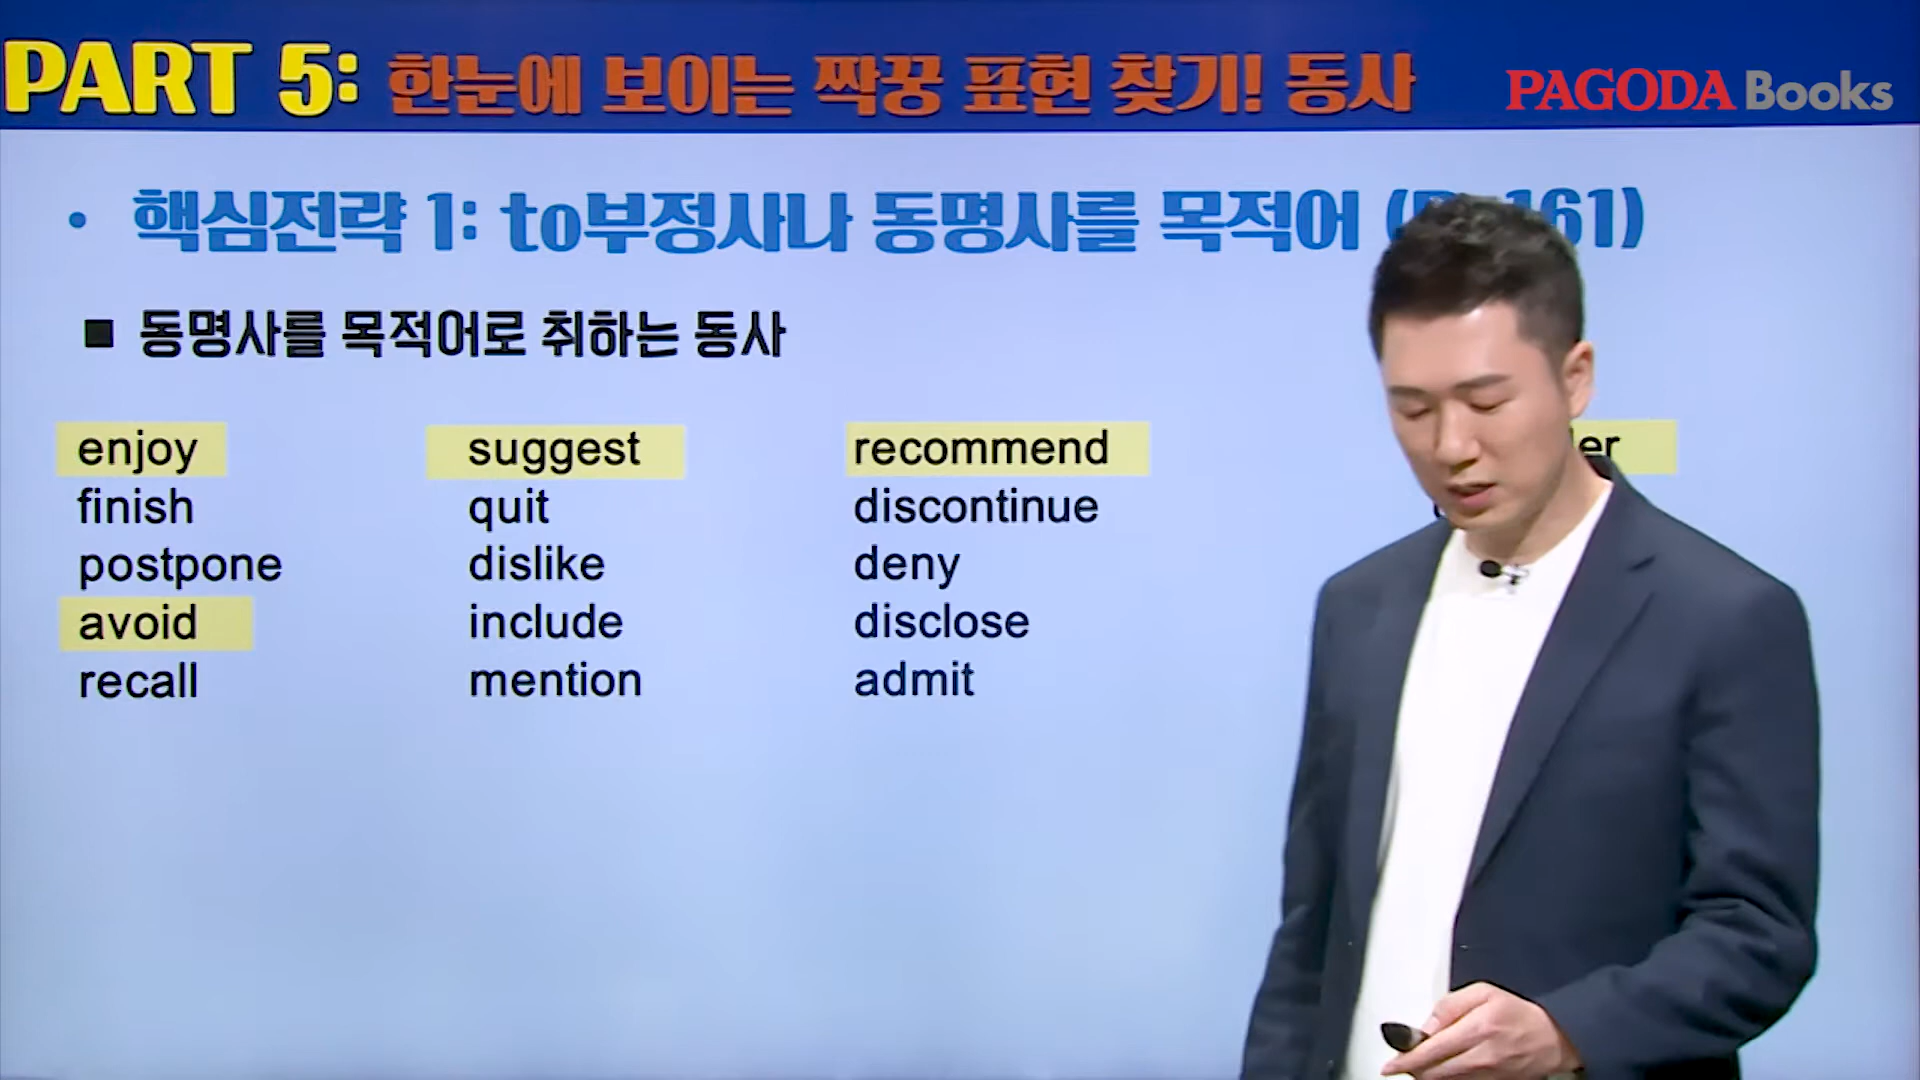 PART 5: 한눈에 보이는 짝꿍 표현 찾기! 동사
PAGODA Books
• 핵심전략 1: to부정사나 동명사를 목적어 ( 161)
■ 동명사를 목적어로 취하는 동사
enjoy suggest recommend
finish quit discontinue
postpone dislike deny
avoid include disclose
recall mention admit